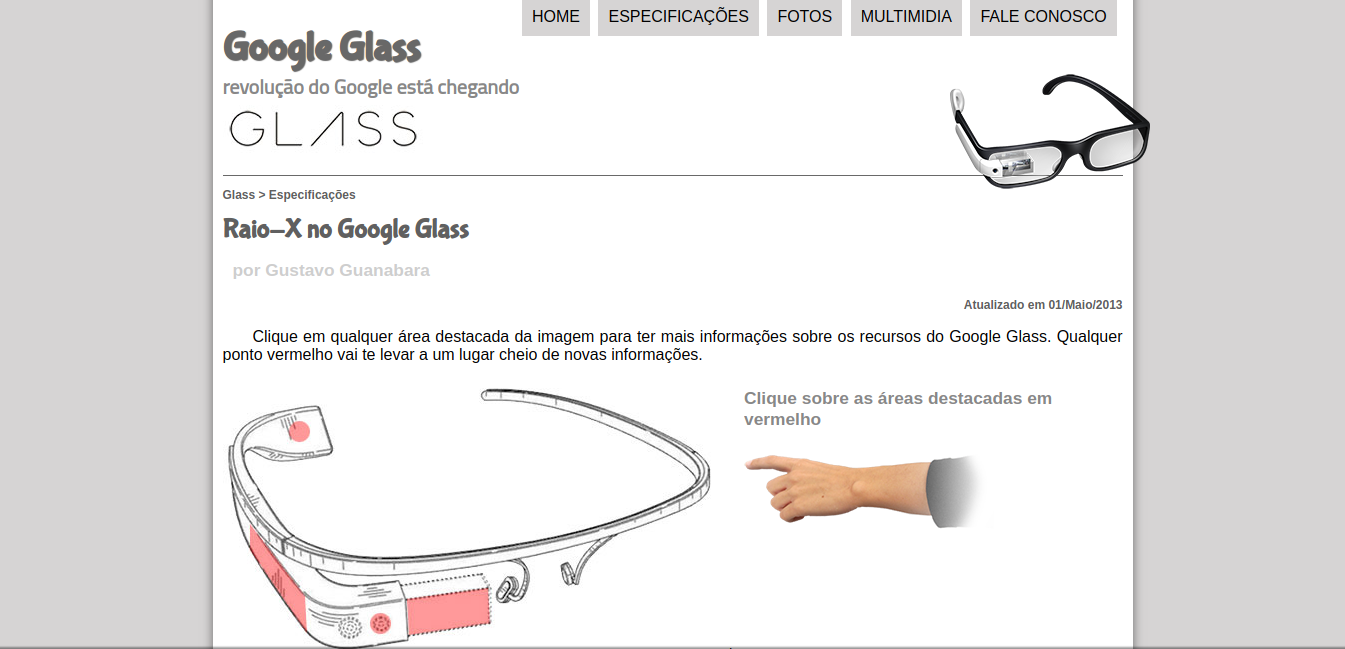 HOME ESPECIFICAÇÕES FOTOS MULTIMIDIA FALE CONOSCO
Google Glass
revolução do Google está chegando
GLASS
Glass > Especificações
Raio-X no Google Glass
por Gustavo Guanabara
Atualizado em 01/Maio/2013
Clique em qualquer área destacada da imagem para ter mais informações sobre os recursos do Google Glass. Qualquer
ponto vermelho vai te levar a um lugar cheio de novas informações.
Clique sobre as áreas destacadas em
vermelho